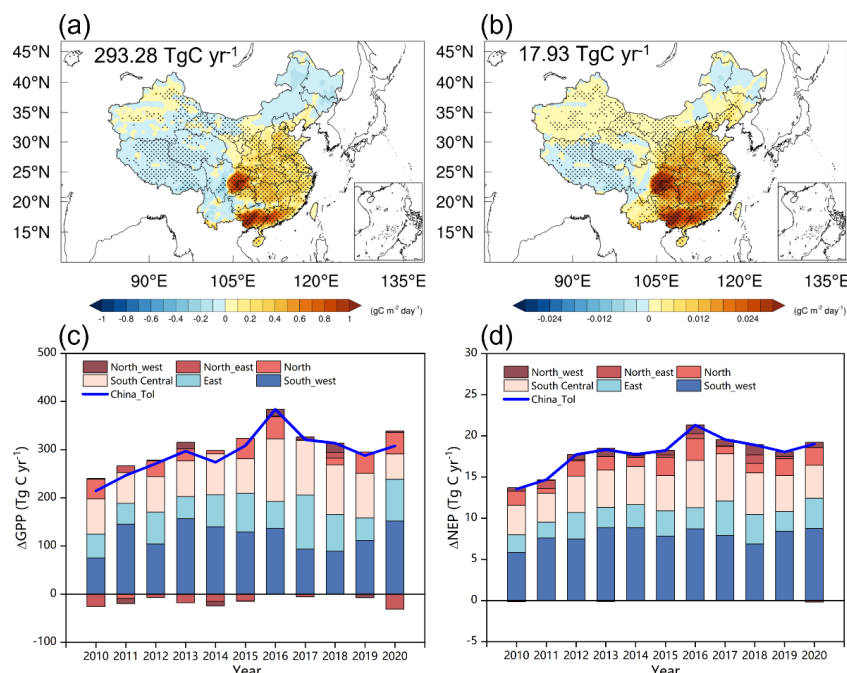 (a)
293.28 TgC yr⁻¹
45°N
40°N
35°N
30°N
25°N
20°N
15°N
90°E 105°E 120°E 135°E
-1 -0.8 -0.6 -0.4 -0.2 0 0.2 0.4 0.6 0.8 1 (gC m⁻² day⁻¹)
(b)
17.93 TgC yr⁻¹
45°N
40°N
35°N
30°N
25°N
20°N
15°N
90°E 105°E 120°E 135°E
-0.024 -0.012 0 0.012 0.024 (gC m⁻² day⁻¹)
(c)
North_west North_east North
South Central East South_west
China_Tol
ΔGPP (Tg C yr⁻¹)
500
400
300
200
100
0
-100
2010 2011 2012 2013 2014 2015 2016 2017 2018 2019 2020
Year
(d)
North_west North_east North
South Central East South_west
China_Tol
ΔNEP (Tg C yr⁻¹)
30
25
20
15
10
5
0
-5
2010 2011 2012 2013 2014 2015 2016 2017 2018 2019 2020
Year